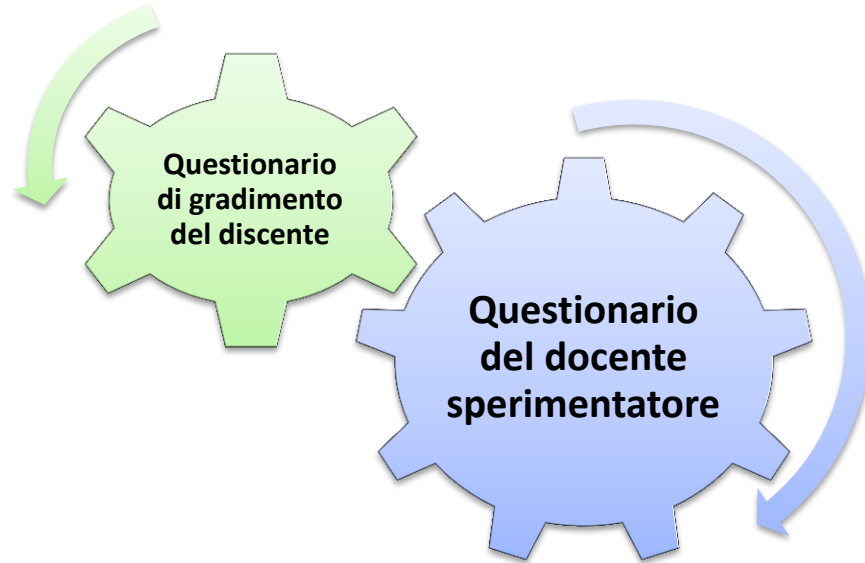 Questionario
di gradimento
del discente
Questionario
del docente
sperimentatore